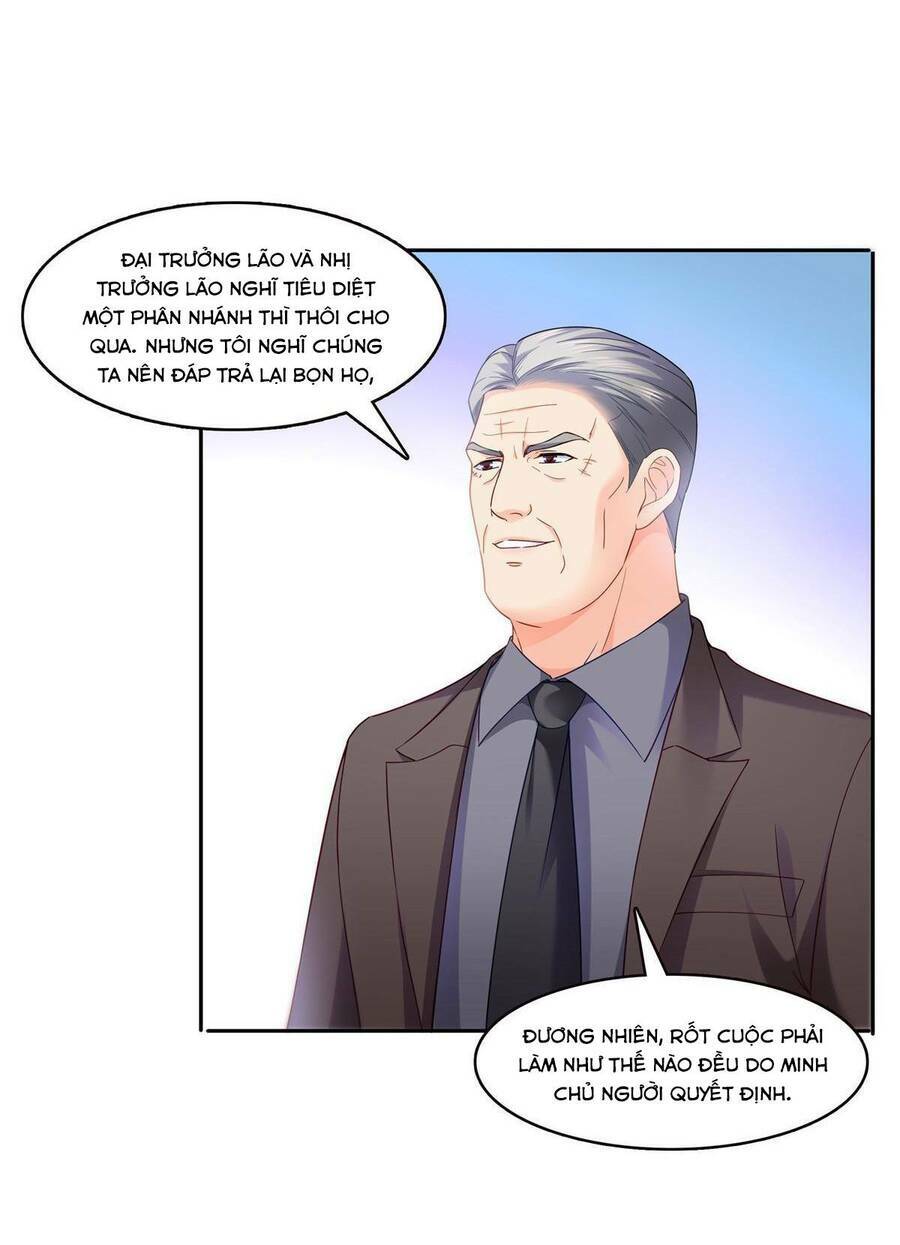 ĐẠI TRƯỞNG LÃO VÀ NHỊ
TRƯỞNG LÃO NGHĨ TIÊU DIỆT
MỘT PHÂN NHÁNH THÌ THÔI CHO
QUA. NHƯNG TÔI NGHĨ CHÚNG
TA NÊN ĐÁP TRẢ LẠI BỌN HỌ,
ĐƯƠNG NHIÊN, RỐT CUỘC PHẢI
LÀM NHƯ THẾ NÀO ĐỀU DO MINH
CHỦ NGƯỜI QUYẾT ĐỊNH.